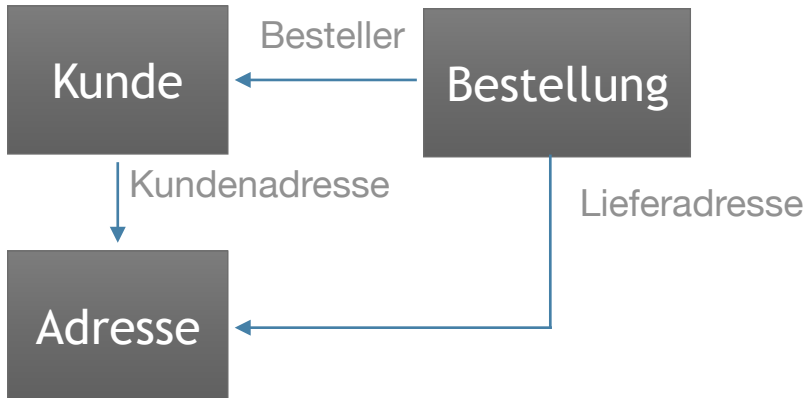 Besteller
Kunde
Bestellung
Kundenadresse
Lieferadresse
Adresse